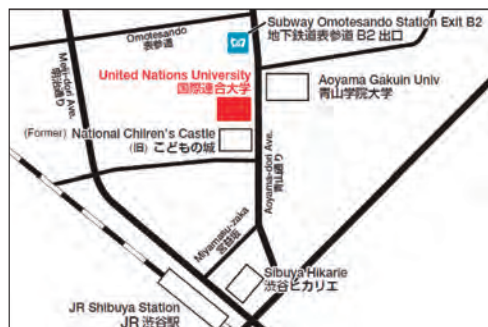 Subway Omotesando Station Exit B2
地下鉄道表参道 B2 出口
Omotesando
表参道
Meiji-dori Ave.
明治通り
United Nations University
国際連合大学
Aoyama Gakuin Univ
青山学院大学
(Former) National Chilren's Castle
(旧) こどもの城
Aoyama-dori Ave.
青山通り
Miyamatu-zaka
宮益坂
Sibuya Hikarie
渋谷ヒカリエ
JR Shibuya Station
JR 渋谷駅